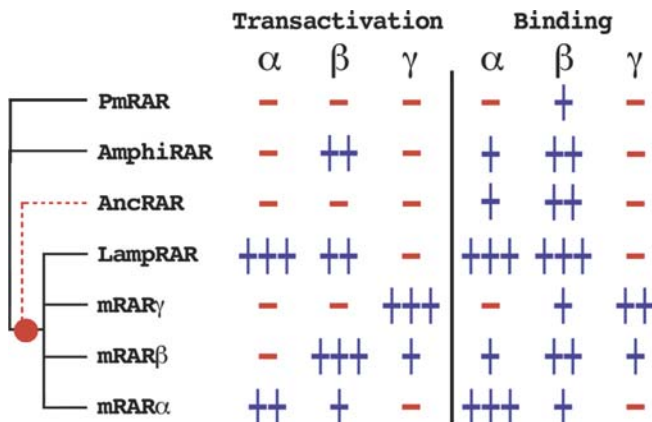 Transactivation Binding
α β γ α β γ
PmRAR - - - - + -
AmphiRAR - ++ - + ++ -
AncRAR - - - + ++ -
LampRAR +++ ++ - +++ +++ -
mRARγ - - +++ - + ++
mRARβ - +++ + + ++ +
mRARα ++ + - +++ + -